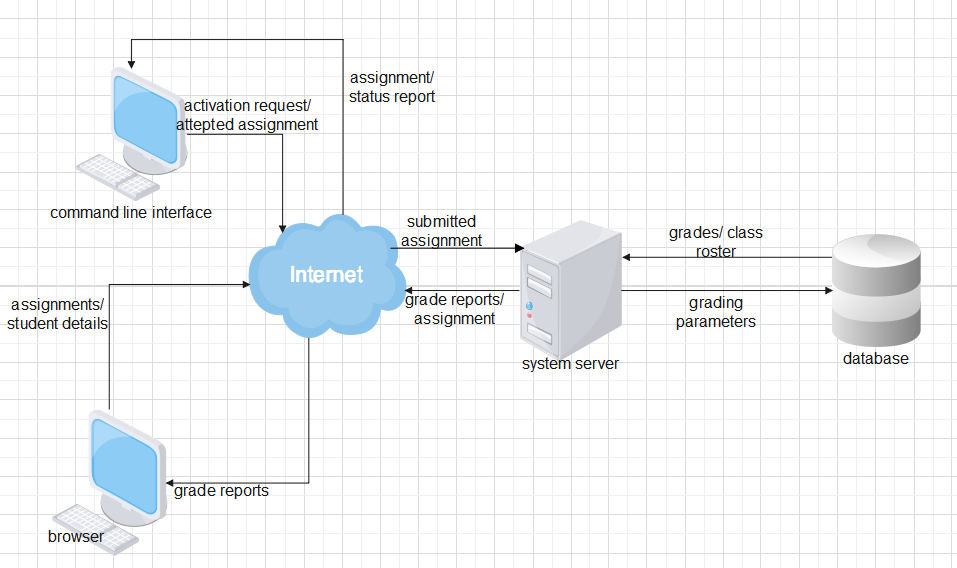 assignment/
status report
activation request/
attepted assignment
command line interface
submitted
assignment
grades/ class
roster
Internet
assignments/
student details
grade reports/
assignment
grading
parameters
system server
database
grade reports
browser